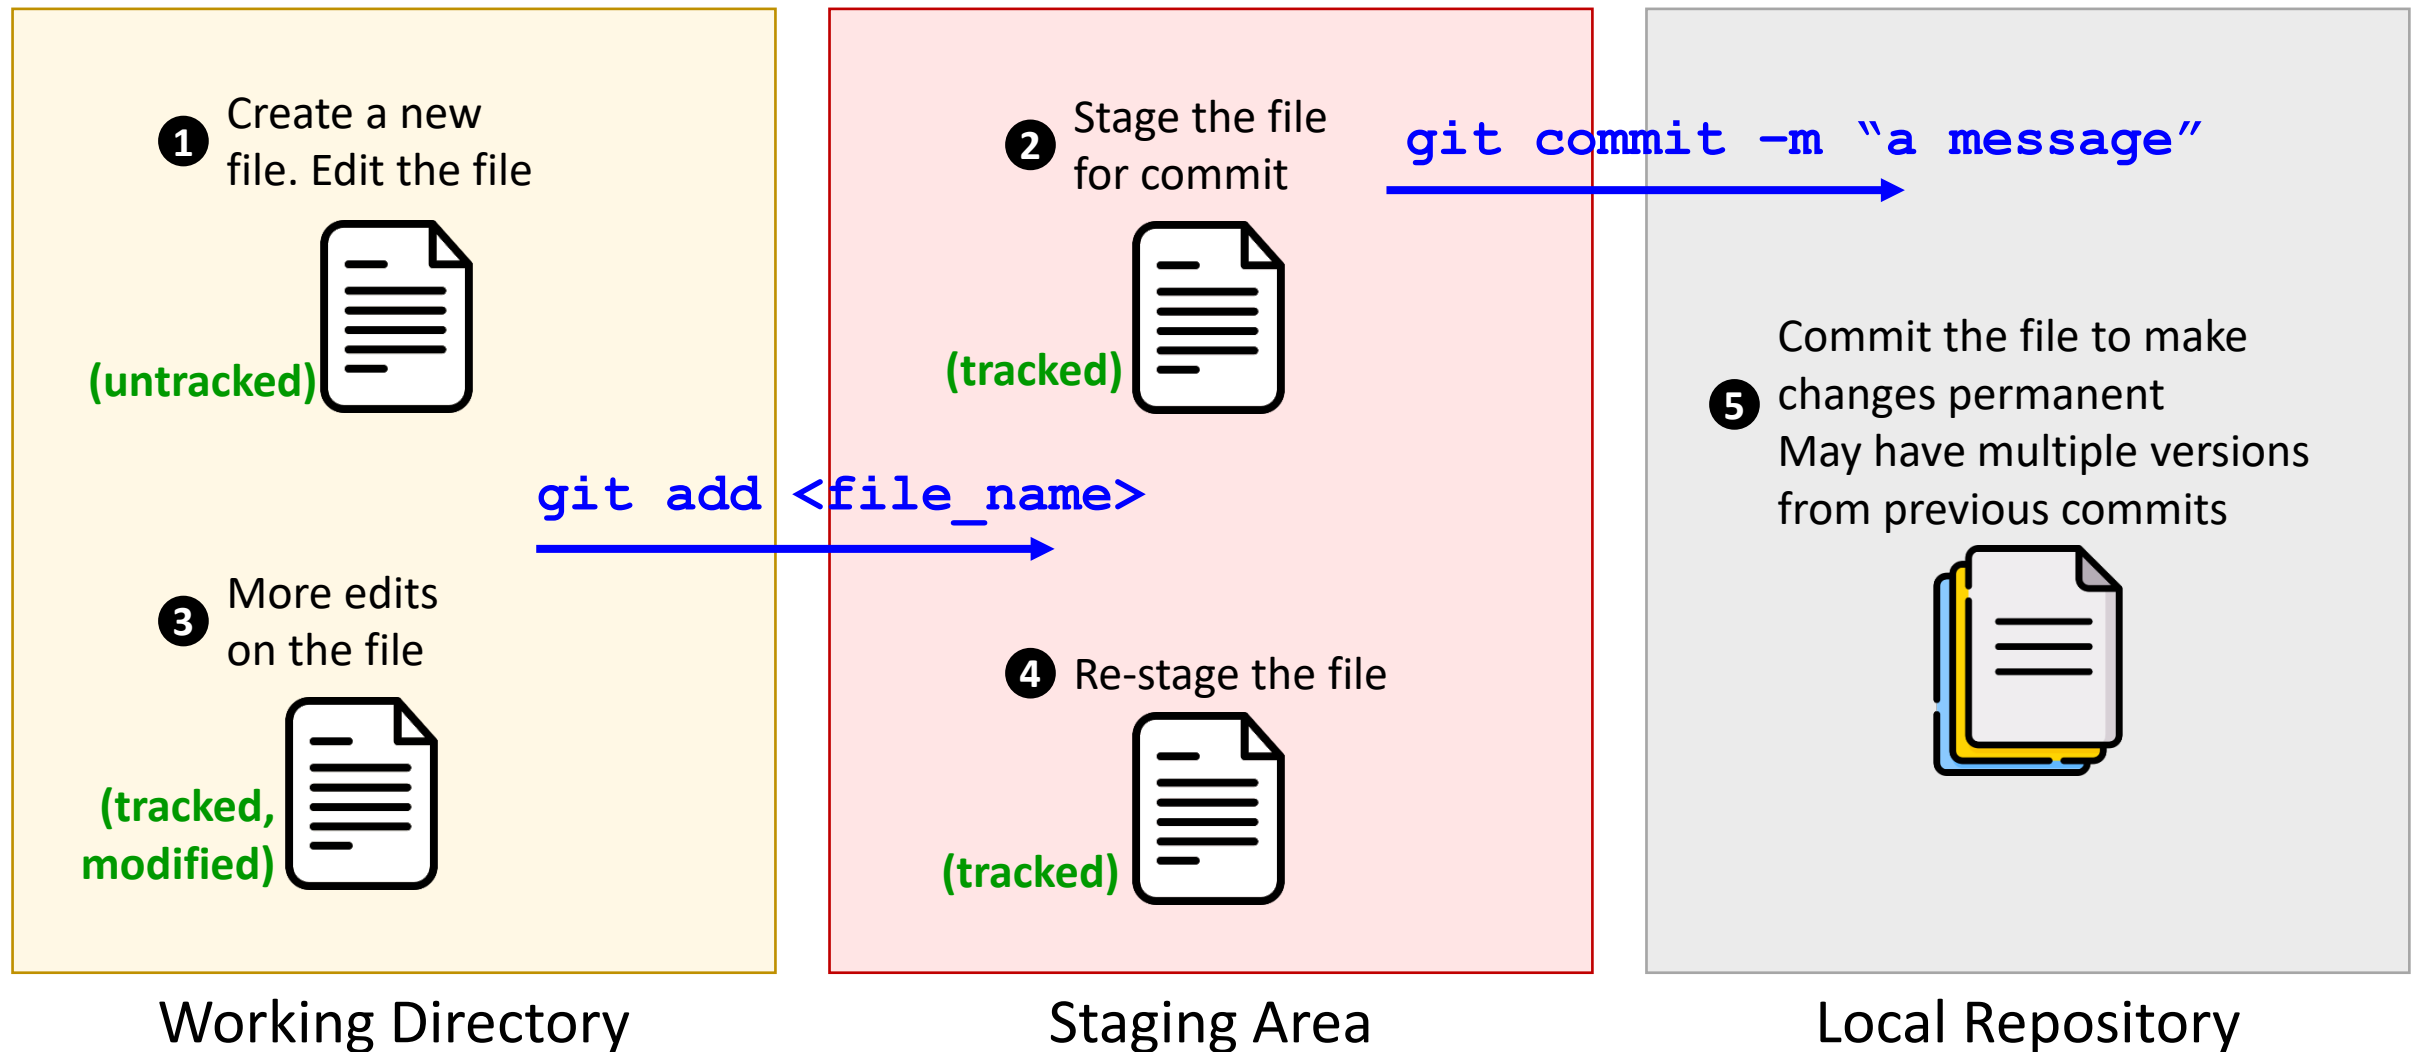 1 Create a new
file. Edit the file
(untracked)
git add <file_name>
3 More edits
on the file
(tracked,
modified)
Working Directory
2 Stage the file
for commit
(tracked)
git commit –m “a message”
4 Re-stage the file
(tracked)
Staging Area
Commit the file to make
5 changes permanent
May have multiple versions
from previous commits
Local Repository